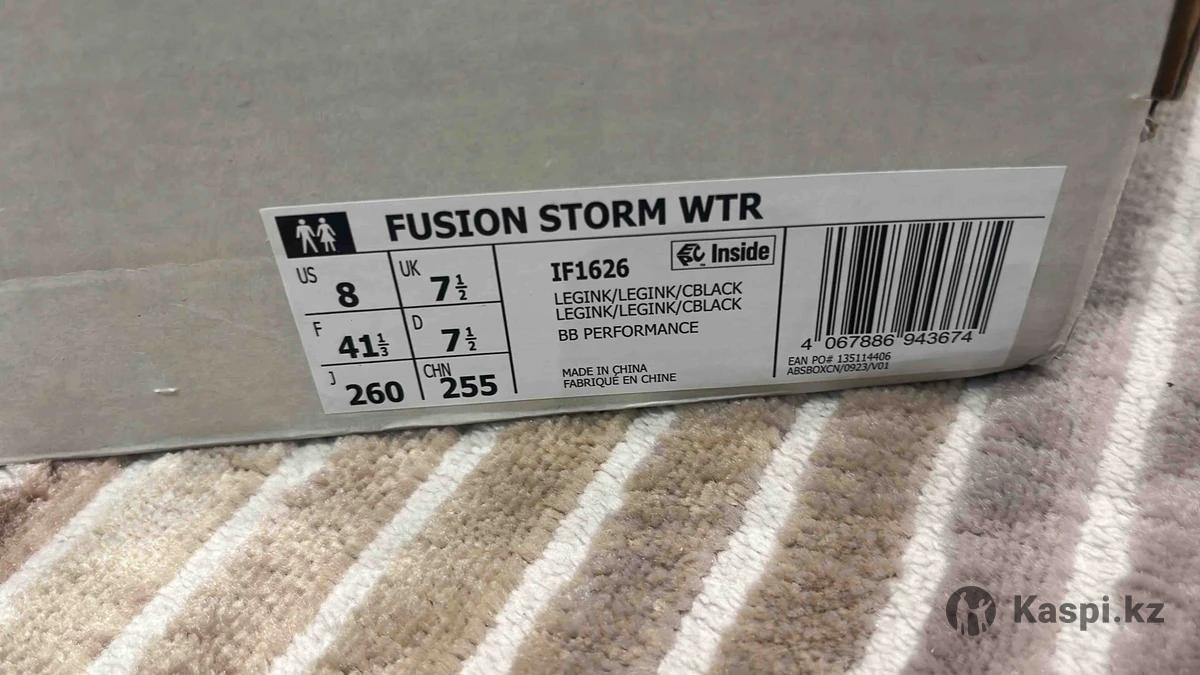 FUSION STORM WTR
US 8
UK 7½
F 41⅓
D 7½
J 260
CHN 255
IF1626
Inside
LEGINK/LEGINK/CBLACK
LEGINK/LEGINK/CBLACK
BB PERFORMANCE
MADE IN CHINA
FABRIQUÉ EN CHINE
4 067886 943674
EAN PO# 135114406
ABSBOXCN/0923/V01
Kaspi.kz